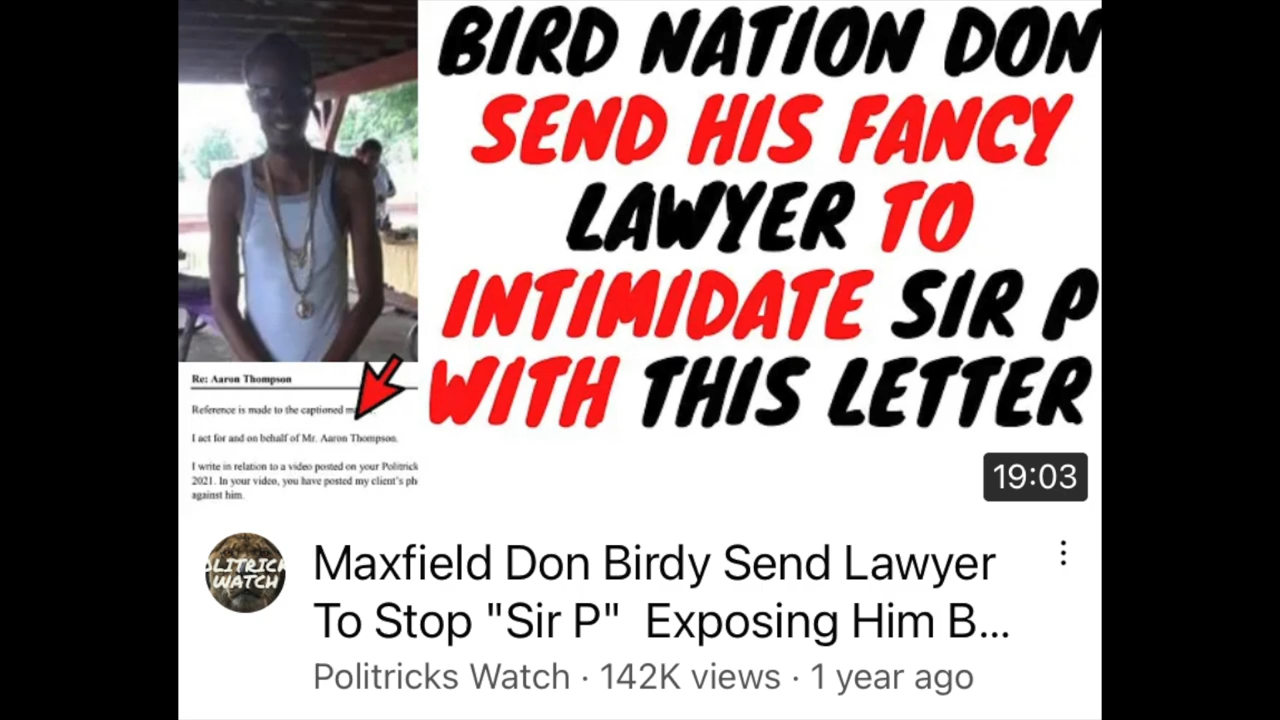 BIRD NATION DON
SEND HIS FANCY
LAWYER TO
INTIMIDATE SIR P
WITH THIS LETTER
Re: Aaron Thompson
Reference is made to the captioned
I act for and on behalf of Mr. Aaron Thompson.
I write in relation to a video posted on your Politrick
2021. In your video, you have posted my client's ph
against him.
19:03
LITRICK
WATCH
Maxfield Don Birdy Send Lawyer
To Stop "Sir P" Exposing Him B...
Politricks Watch · 142K views · 1 year ago